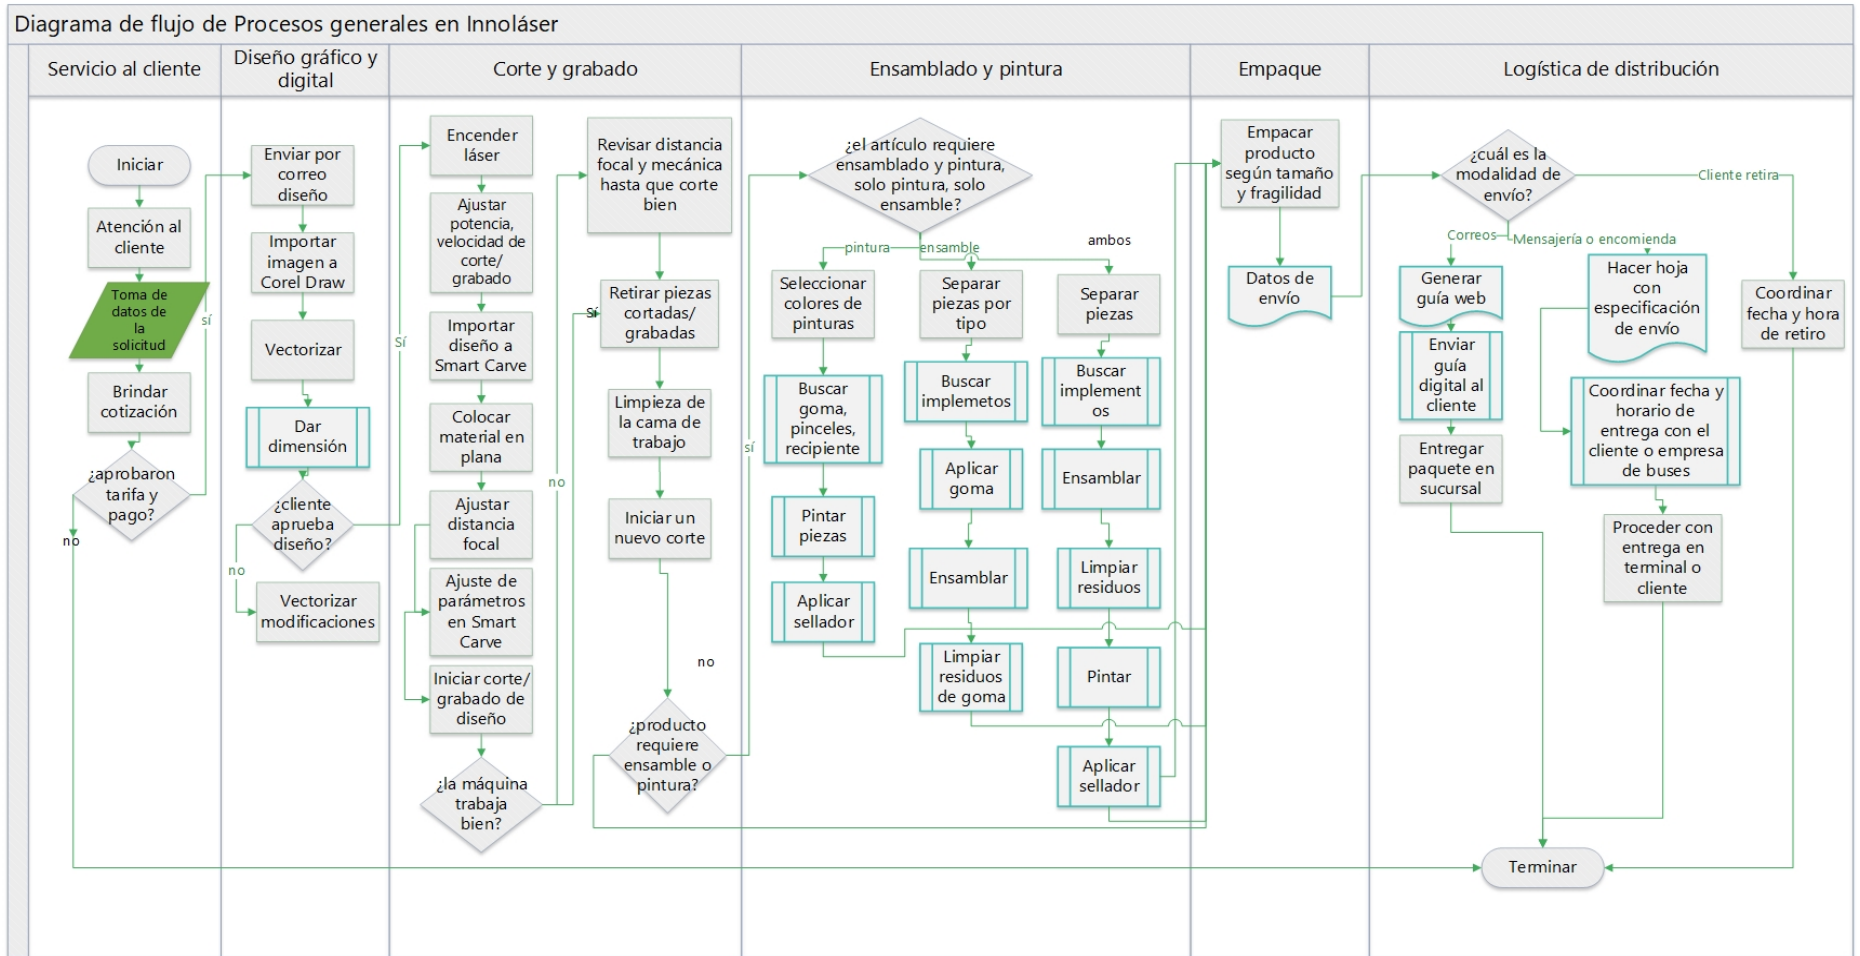 Diagrama de flujo de Procesos generales en Innoláser
Servicio al cliente
Diseño gráfico y
digital
Corte y grabado
Ensamblado y pintura
Empaque
Logística de distribución
Iniciar
Atención al
cliente
Toma de
datos de
la
solicitud
Brindar
cotización
¿aprobaron
tarifa y
pago?
no
sí
Enviar por
correo
diseño
Importar
imagen a
Corel Draw
Vectorizar
Dar
dimensión
¿cliente
aprueba
diseño?
no
Vectorizar
modificaciones
Sí
Encender
láser
Ajustar
potencia,
velocidad de
corte/
grabado
Importar
diseño a
Smart Carve
Colocar
material en
plana
Ajustar
distancia
focal
Ajuste de
parámetros
en Smart
Carve
Iniciar corte/
grabado de
diseño
¿la máquina
trabaja
bien?
no
Sí
Revisar distancia
focal y mecánica
hasta que corte
bien
Retirar piezas
cortadas/
grabadas
Limpieza de
la cama de
trabajo
Iniciar un
nuevo corte
no
¿producto
requiere
ensamble o
pintura?
sí
¿el artículo requiere
ensamblado y pintura,
solo pintura, solo
ensamble?
pintura
ensamble
ambos
Seleccionar
colores de
pinturas
Buscar
goma,
pinceles,
recipiente
Pintar
piezas
Aplicar
sellador
Separar
piezas por
tipo
Buscar
implemetos
Aplicar
goma
Ensamblar
Limpiar
residuos
de goma
Separar
piezas
Buscar
implement
os
Ensamblar
Limpiar
residuos
Pintar
Aplicar
sellador
Empacar
producto
según tamaño
y fragilidad
Datos de
envío
¿cuál es la
modalidad de
envío?
Cliente retira
Correos
Mensajería o encomienda
Generar
guía web
Enviar
guía
digital al
cliente
Entregar
paquete en
sucursal
Hacer hoja
con
especificación
de envío
Coordinar fecha y
horario de
entrega con el
cliente o empresa
de buses
Proceder con
entrega en
terminal o
cliente
Coordinar
fecha y hora
de retiro
Terminar